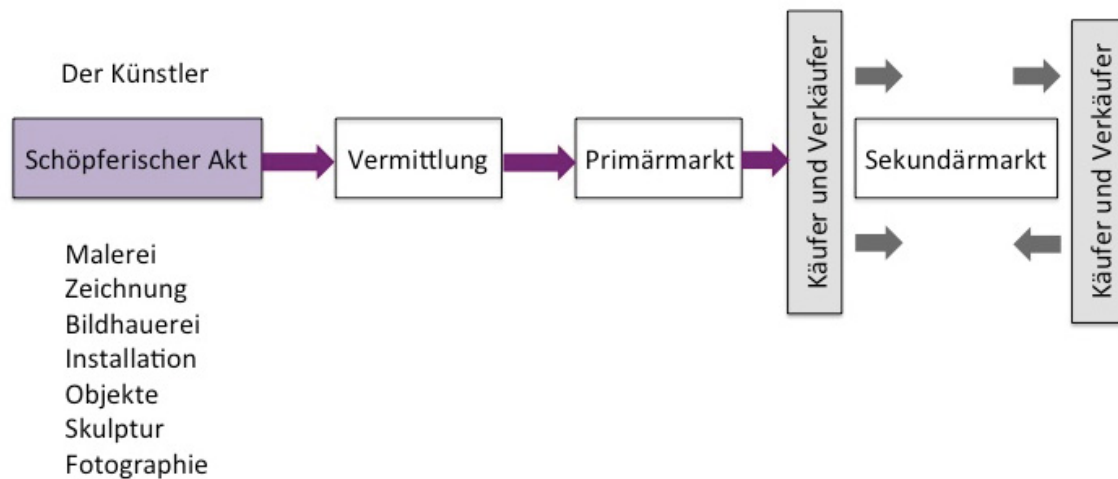 Der Künstler
Schöpferischer Akt
Vermittlung
Primärmarkt
Käufer und Verkäufer
Sekundärmarkt
Käufer und Verkäufer
Malerei
Zeichnung
Bildhauerei
Installation
Objekte
Skulptur
Fotographie